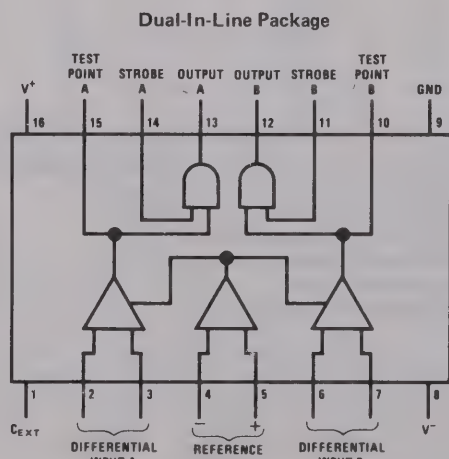 Dual-In-Line Package
V+
TEST POINT A
STROBE A
OUTPUT A
OUTPUT B
STROBE B
TEST POINT B
GND
16 15 14 13 12 11 10 9
1 2 3 4 5 6 7 8
− +
CEXT
DIFFERENTIAL
REFERENCE
DIFFERENTIAL
V−